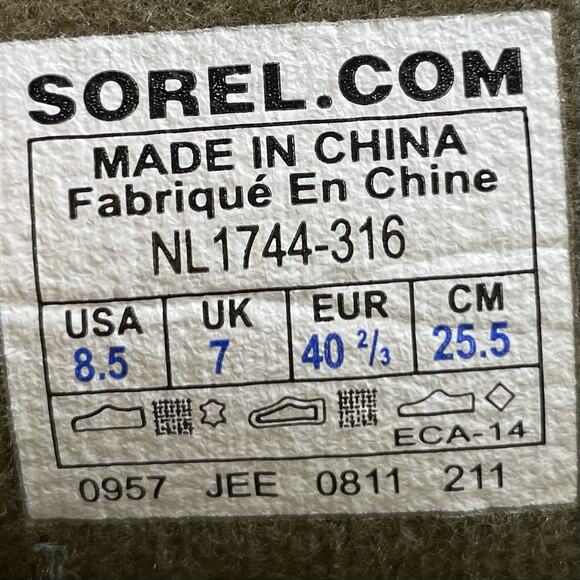 SOREL.COM
MADE IN CHINA
Fabriqué En Chine
NL1744-316
USA UK EUR CM
8.5 7 40 2/3 25.5
ECA-14
0957 JEE 0811 211